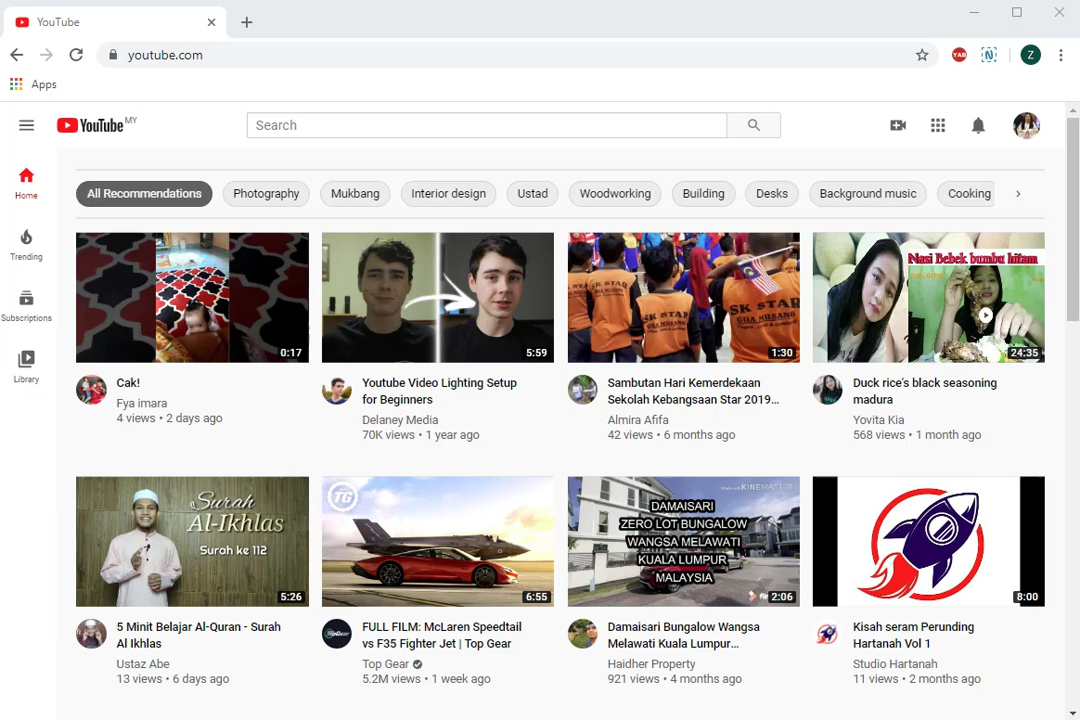 YouTube
youtube.com
YAB
N
Z
Apps
YouTube MY
Search
Home
Trending
Subscriptions
Library
All Recommendations
Photography
Mukbang
Interior design
Ustad
Woodworking
Building
Desks
Background music
Cooking
0:17
5:59
SK STAR
GUA MUSANG
SK STAR
GUA MUSANG
1:30
Nasi Bebek bumbu hitam
24:35
Cak!
Fya imara
4 views • 2 days ago
Youtube Video Lighting Setup
for Beginners
Delaney Media
70K views • 1 year ago
Sambutan Hari Kemerdekaan
Sekolah Kebangsaan Star 2019...
Almira Afifa
42 views • 6 months ago
Duck rice's black seasoning
madura
Yovita Kia
568 views • 1 month ago
Surah
Al-Ikhlas
Surah ke 112
5:26
TG
6:55
KINEMASTER
DAMAISARI
ZERO LOT BUNGALOW
WANGSA MELAWATI
KUALA LUMPUR
MALAYSIA
2:06
8:00
5 Minit Belajar Al-Quran - Surah
Al Ikhlas
Ustaz Abe
13 views • 6 days ago
FULL FILM: McLaren Speedtail
vs F35 Fighter Jet | Top Gear
Top Gear
5.2M views • 1 week ago
Damaisari Bungalow Wangsa
Melawati Kuala Lumpur...
Haidher Property
921 views • 4 months ago
Kisah seram Perunding
Hartanah Vol 1
Studio Hartanah
11 views • 2 months ago